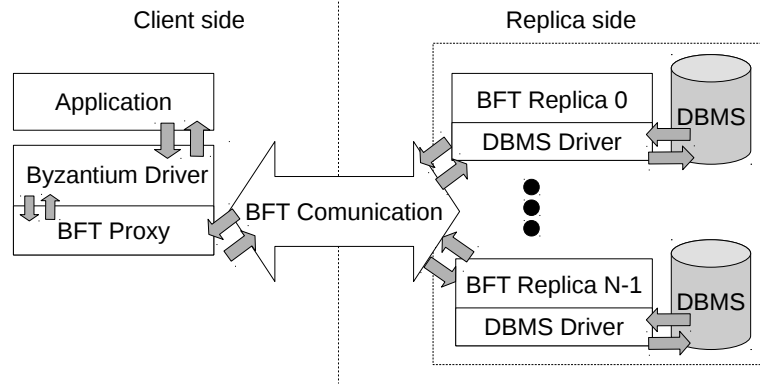 Client side
Replica side
Application
Byzantium Driver
BFT Proxy
BFT Comunication
BFT Replica 0
DBMS Driver
DBMS
BFT Replica N-1
DBMS Driver
DBMS